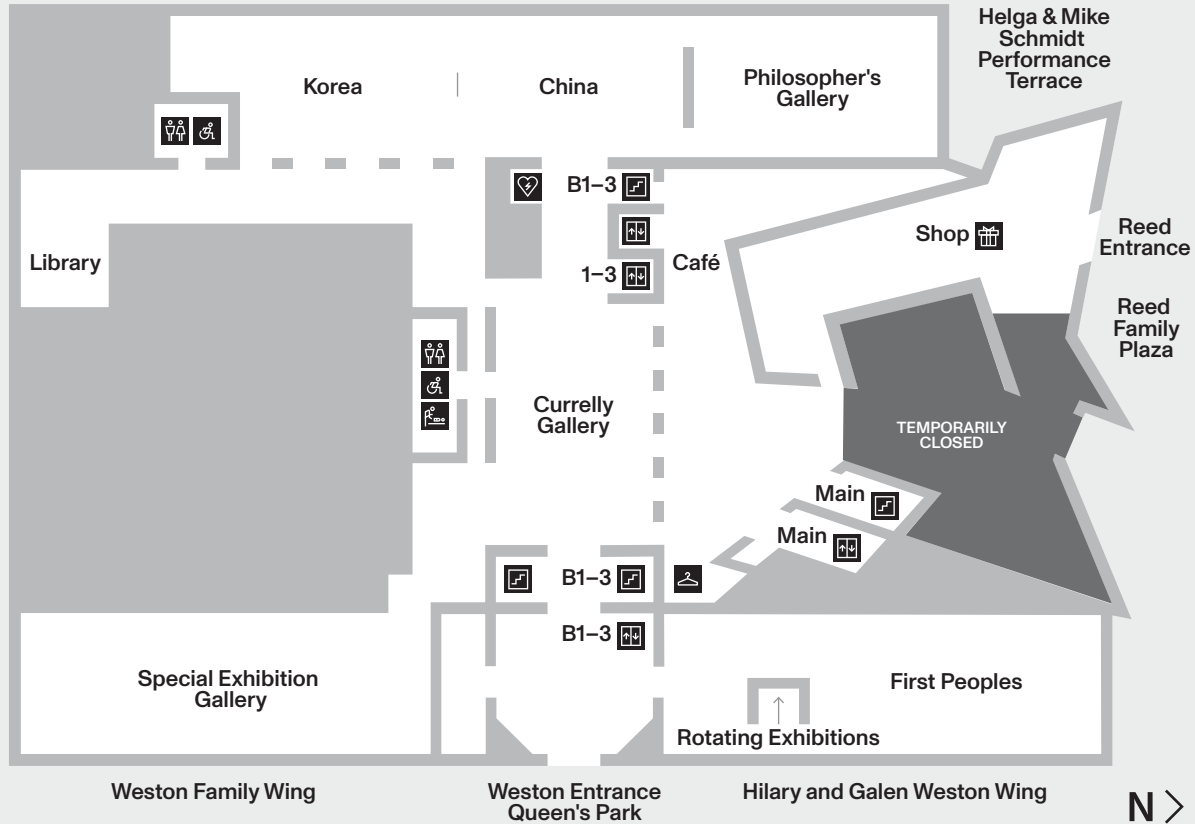 Helga & Mike
Schmidt
Performance
Terrace
Korea
China
Philosopher's
Gallery
B1–3
Shop
Reed
Entrance
Library
1–3
Café
Reed
Family
Plaza
Currelly
Gallery
TEMPORARILY
CLOSED
Main
Main
B1–3
B1–3
Special Exhibition
Gallery
First Peoples
Rotating Exhibitions
Weston Family Wing
Weston Entrance
Queen's Park
Hilary and Galen Weston Wing
N